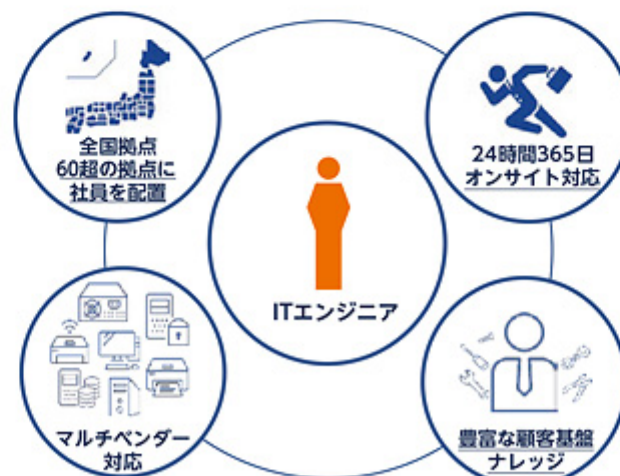 全国拠点
60超の拠点に
社員を配置
24時間365日
オンサイト対応
ITエンジニア
マルチベンダー
対応
豊富な顧客基盤
ナレッジ